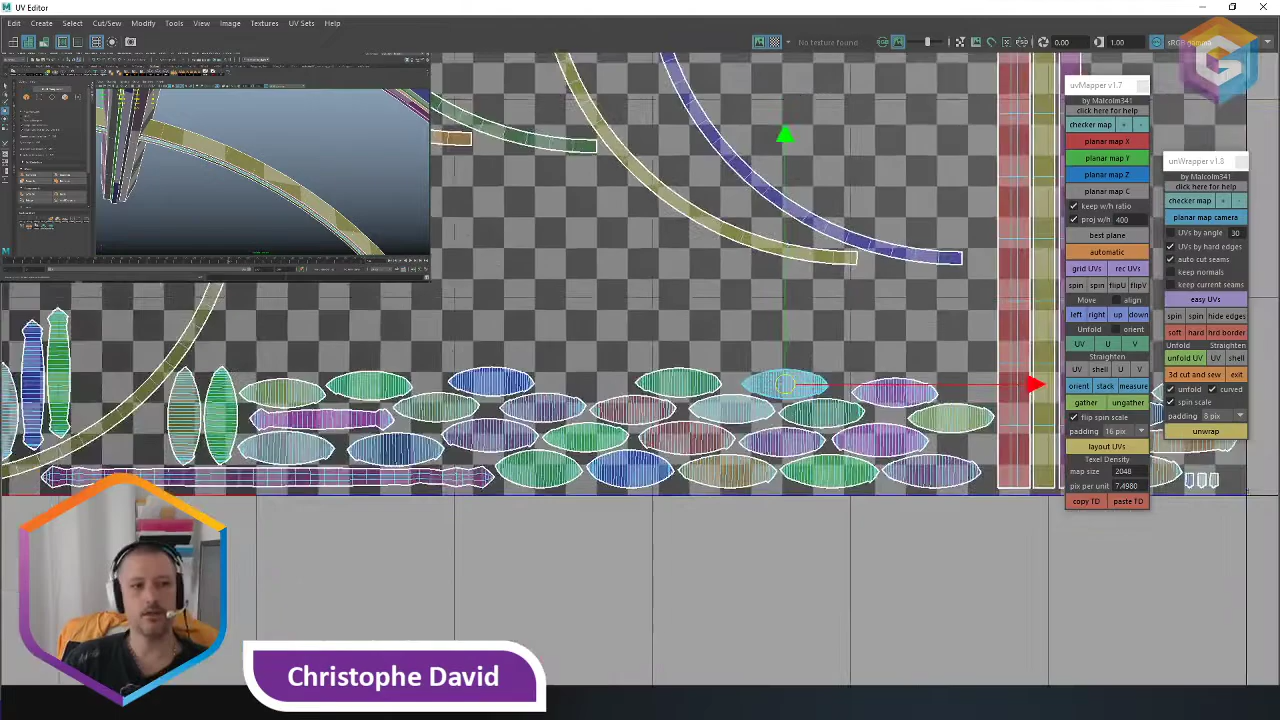 UV Editor
Edit Create Select Cut/Sew Modify Tools View Image Textures UV Sets Help
No texture found
0.00
1.00
sRGB gamma
G
uvMapper v1.7
by Malcolm341
click here for help
checker map + -
planar map X
planar map Y
planar map Z
planar map C
keep w/h ratio
proj w/h 400
best plane
automatic
grid UVs rec UVs
spin spin flipU flipV
Move align
left right up down
Unfold orient
UV U V
Straighten
UV shell U V
orient stack measure
gather ungather
flip spin scale
padding 16 pix
layout UVs
Texel Density
map size 2048
pix per unit 7.4980
copy TD paste TD
unWrapper v1.8
by Malcolm341
click here for help
checker map + -
planar map camera
UVs by angle 30
UVs by hard edges
auto cut seams
keep normals
keep current seams
easy UVs
spin spin hide edges
soft hard hrd border
Unfold Straighten
unfold UV UV shell
3d cut and sew exit
unfold curved
spin scale
padding 8 pix
unwrap
Christophe David